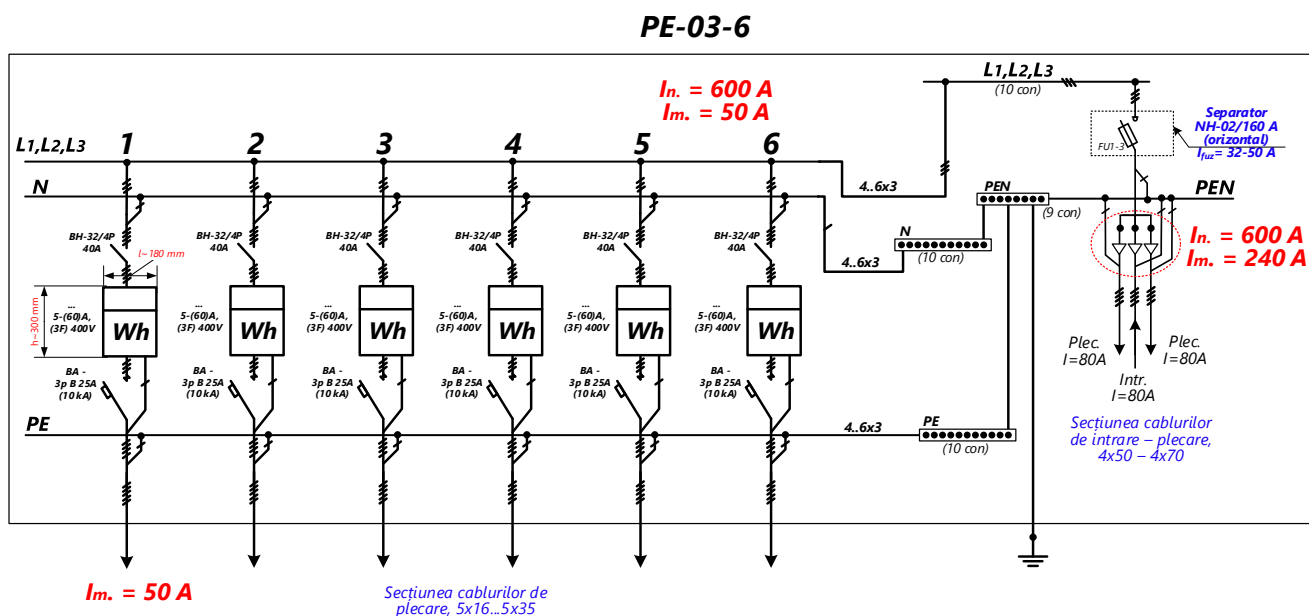 PE-03-6
L1,L2,L3
(10 con)
In. = 600 A
Im. = 50 A
Separator
NH-02/160 A
(orizontal)
Ifuz= 32-50 A
FU1-3
L1,L2,L3
1
2
3
4
5
6
N
4..6x3
PEN
(9 con)
PEN
BH-32/4P
40A
BH-32/4P
40A
BH-32/4P
40A
BH-32/4P
40A
BH-32/4P
40A
BH-32/4P
40A
N
(10 con)
4..6x3
In. = 600 A
Im. = 240 A
l~180 mm
h~300 mm
...
5-(60)A,
(3F) 400V
Wh
...
5-(60)A,
(3F) 400V
Wh
...
5-(60)A,
(3F) 400V
Wh
...
5-(60)A,
(3F) 400V
Wh
...
5-(60)A,
(3F) 400V
Wh
...
5-(60)A,
(3F) 400V
Wh
Plec.
I=80A
Plec.
I=80A
Intr.
I=80A
BA -
3p B 25A
(10 kA)
BA -
3p B 25A
(10 kA)
BA -
3p B 25A
(10 kA)
BA -
3p B 25A
(10 kA)
BA -
3p B 25A
(10 kA)
BA -
3p B 25A
(10 kA)
PE
4..6x3
PE
(10 con)
Secțiunea cablurilor
de intrare – plecare,
4x50 – 4x70
Im. = 50 A
Secțiunea cablurilor de
plecare, 5x16...5x35